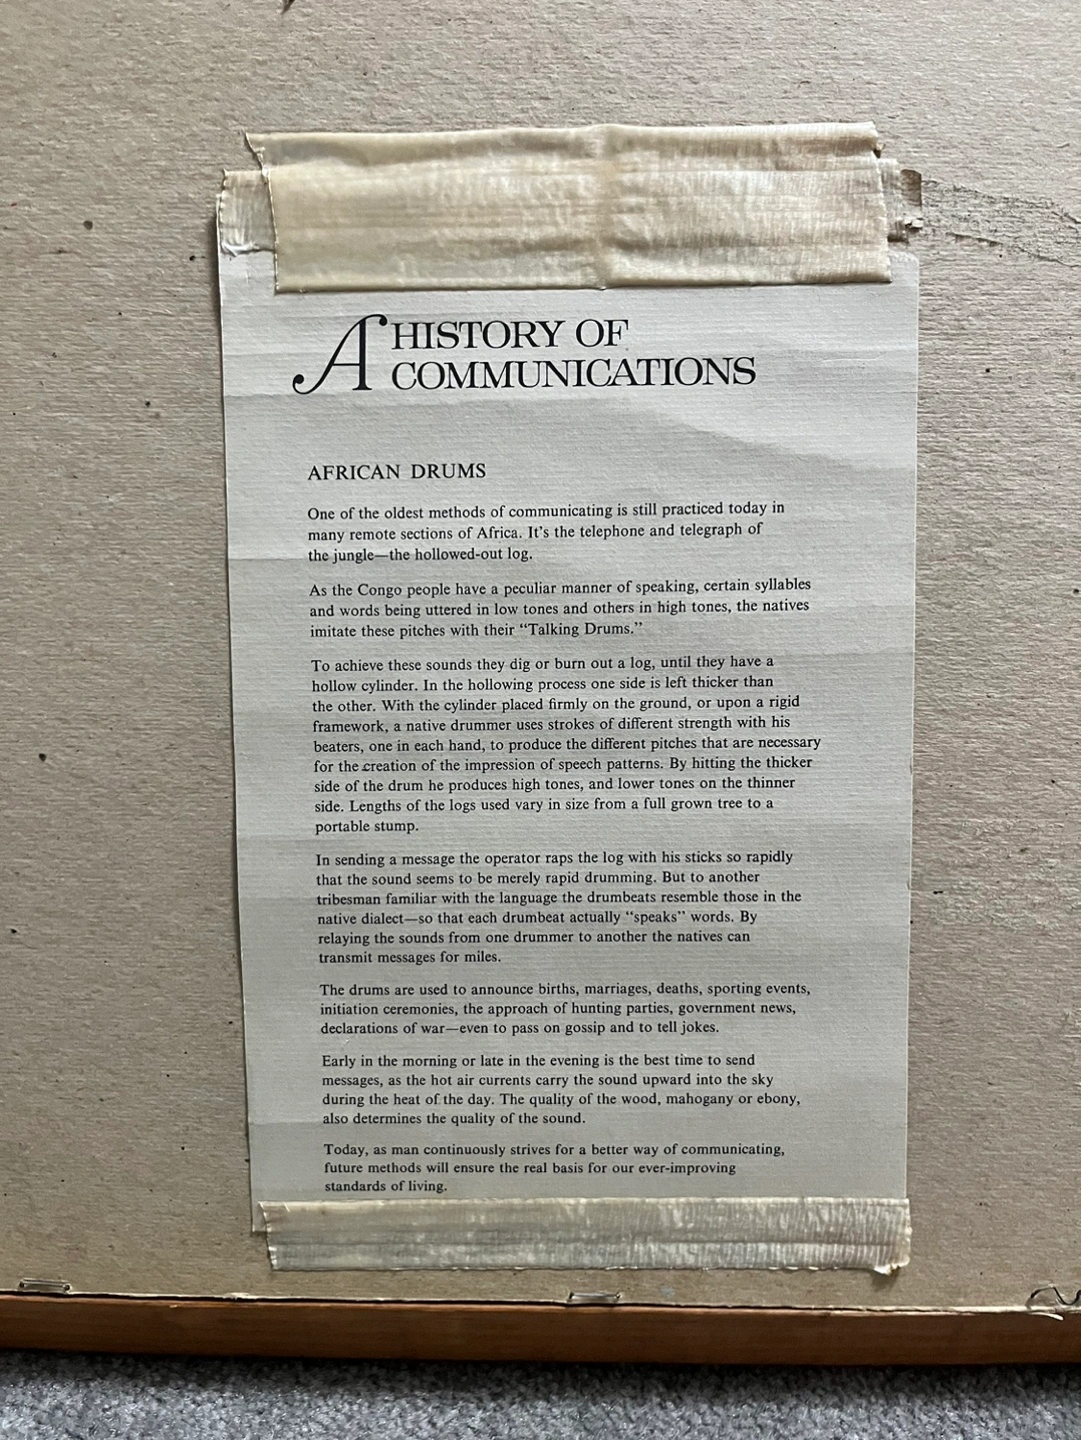 A HISTORY OF
COMMUNICATIONS
AFRICAN DRUMS
One of the oldest methods of communicating is still practiced today in
many remote sections of Africa. It's the telephone and telegraph of
the jungle—the hollowed-out log.
As the Congo people have a peculiar manner of speaking, certain syllables
and words being uttered in low tones and others in high tones, the natives
imitate these pitches with their “Talking Drums.”
To achieve these sounds they dig or burn out a log, until they have a
hollow cylinder. In the hollowing process one side is left thicker than
the other. With the cylinder placed firmly on the ground, or upon a rigid
framework, a native drummer uses strokes of different strength with his
beaters, one in each hand, to produce the different pitches that are necessary
for the creation of the impression of speech patterns. By hitting the thicker
side of the drum he produces high tones, and lower tones on the thinner
side. Lengths of the logs used vary in size from a full grown tree to a
portable stump.
In sending a message the operator raps the log with his sticks so rapidly
that the sound seems to be merely rapid drumming. But to another
tribesman familiar with the language the drumbeats resemble those in the
native dialect—so that each drumbeat actually “speaks” words. By
relaying the sounds from one drummer to another the natives can
transmit messages for miles.
The drums are used to announce births, marriages, deaths, sporting events,
initiation ceremonies, the approach of hunting parties, government news,
declarations of war—even to pass on gossip and to tell jokes.
Early in the morning or late in the evening is the best time to send
messages, as the hot air currents carry the sound upward into the sky
during the heat of the day. The quality of the wood, mahogany or ebony,
also determines the quality of the sound.
Today, as man continuously strives for a better way of communicating,
future methods will ensure the real basis for our ever-improving
standards of living.